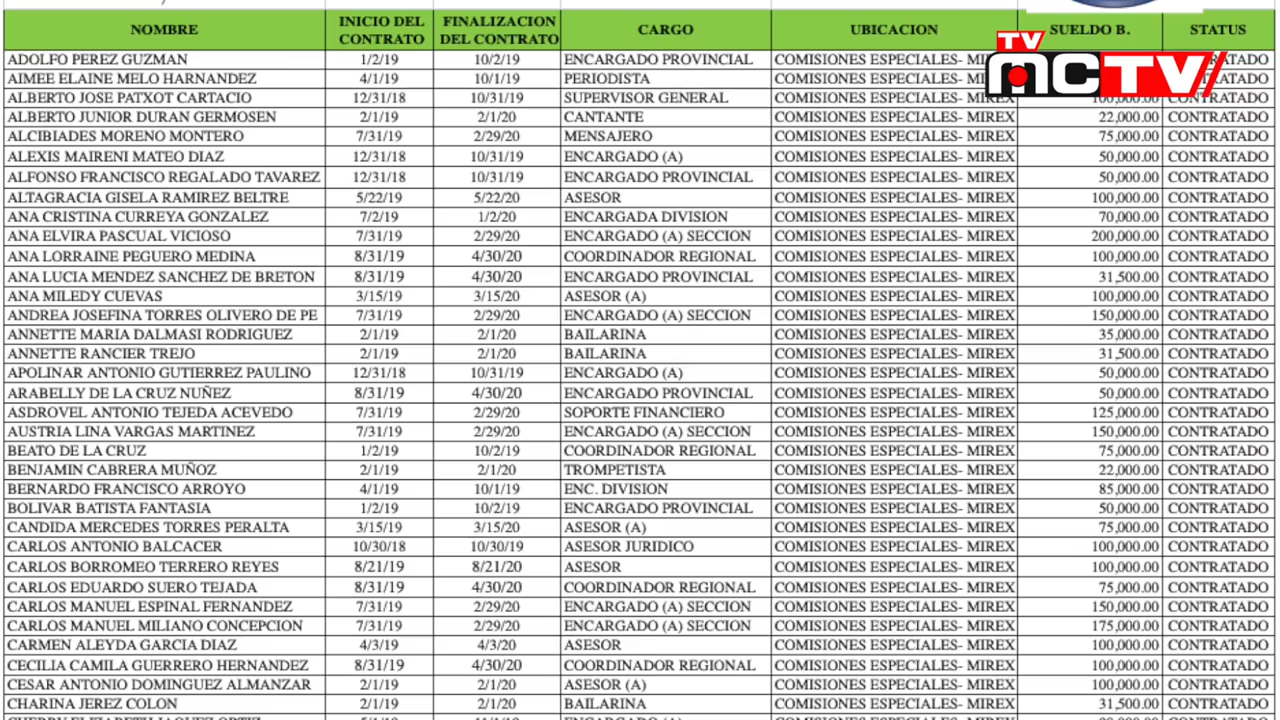 NOMBRE INICIO DEL CONTRATO FINALIZACION DEL CONTRATO CARGO UBICACION SUELDO B. STATUS
TV
MCTV
ADOLFO PEREZ GUZMAN 1/2/19 10/2/19 ENCARGADO PROVINCIAL COMISIONES ESPECIALES-
AIMEE ELAINE MELO HARNANDEZ 4/1/19 10/1/19 PERIODISTA COMISIONES ESPECIALES-
ALBERTO JOSE PATXOT CARTACIO 12/31/18 10/31/19 SUPERVISOR GENERAL COMISIONES ESPECIALES- MIREX 100,000.00 CONTRATADO
ALBERTO JUNIOR DURAN GERMOSEN 2/1/19 2/1/20 CANTANTE COMISIONES ESPECIALES- MIREX 22,000.00 CONTRATADO
ALCIBIADES MORENO MONTERO 7/31/19 2/29/20 MENSAJERO COMISIONES ESPECIALES- MIREX 75,000.00 CONTRATADO
ALEXIS MAIRENI MATEO DIAZ 12/31/18 10/31/19 ENCARGADO (A) COMISIONES ESPECIALES- MIREX 50,000.00 CONTRATADO
ALFONSO FRANCISCO REGALADO TAVAREZ 12/31/18 10/31/19 ENCARGADO PROVINCIAL COMISIONES ESPECIALES- MIREX 50,000.00 CONTRATADO
ALTAGRACIA GISELA RAMIREZ BELTRE 5/22/19 5/22/20 ASESOR COMISIONES ESPECIALES- MIREX 100,000.00 CONTRATADO
ANA CRISTINA CURREYA GONZALEZ 7/2/19 1/2/20 ENCARGADA DIVISION COMISIONES ESPECIALES- MIREX 70,000.00 CONTRATADO
ANA ELVIRA PASCUAL VICIOSO 7/31/19 2/29/20 ENCARGADO (A) SECCION COMISIONES ESPECIALES- MIREX 200,000.00 CONTRATADO
ANA LORRAINE PEGUERO MEDINA 8/31/19 4/30/20 COORDINADOR REGIONAL COMISIONES ESPECIALES- MIREX 100,000.00 CONTRATADO
ANA LUCIA MENDEZ SANCHEZ DE BRETON 8/31/19 4/30/20 ENCARGADO PROVINCIAL COMISIONES ESPECIALES- MIREX 31,500.00 CONTRATADO
ANA MILEDY CUEVAS 3/15/19 3/15/20 ASESOR (A) COMISIONES ESPECIALES- MIREX 100,000.00 CONTRATADO
ANDREA JOSEFINA TORRES OLIVERO DE PE 7/31/19 2/29/20 ENCARGADO (A) SECCION COMISIONES ESPECIALES- MIREX 150,000.00 CONTRATADO
ANNETTE MARIA DALMASI RODRIGUEZ 2/1/19 2/1/20 BAILARINA COMISIONES ESPECIALES- MIREX 35,000.00 CONTRATADO
ANNETTE RANCIER TREJO 2/1/19 2/1/20 BAILARINA COMISIONES ESPECIALES- MIREX 31,500.00 CONTRATADO
APOLINAR ANTONIO GUTIERREZ PAULINO 12/31/18 10/31/19 ENCARGADO (A) COMISIONES ESPECIALES- MIREX 50,000.00 CONTRATADO
ARABELLY DE LA CRUZ NUÑEZ 8/31/19 4/30/20 ENCARGADO PROVINCIAL COMISIONES ESPECIALES- MIREX 50,000.00 CONTRATADO
ASDROVEL ANTONIO TEJEDA ACEVEDO 7/31/19 2/29/20 SOPORTE FINANCIERO COMISIONES ESPECIALES- MIREX 125,000.00 CONTRATADO
AUSTRIA LINA VARGAS MARTINEZ 7/31/19 2/29/20 ENCARGADO (A) SECCION COMISIONES ESPECIALES- MIREX 150,000.00 CONTRATADO
BEATO DE LA CRUZ 1/2/19 10/2/19 COORDINADOR REGIONAL COMISIONES ESPECIALES- MIREX 75,000.00 CONTRATADO
BENJAMIN CABRERA MUÑOZ 2/1/19 2/1/20 TROMPETISTA COMISIONES ESPECIALES- MIREX 22,000.00 CONTRATADO
BERNARDO FRANCISCO ARROYO 4/1/19 10/1/19 ENC. DIVISION COMISIONES ESPECIALES- MIREX 85,000.00 CONTRATADO
BOLIVAR BATISTA FANTASIA 1/2/19 10/2/19 ENCARGADO PROVINCIAL COMISIONES ESPECIALES- MIREX 50,000.00 CONTRATADO
CANDIDA MERCEDES TORRES PERALTA 3/15/19 3/15/20 ASESOR (A) COMISIONES ESPECIALES- MIREX 75,000.00 CONTRATADO
CARLOS ANTONIO BALCACER 10/30/18 10/30/19 ASESOR JURIDICO COMISIONES ESPECIALES- MIREX 100,000.00 CONTRATADO
CARLOS BORROMEO TERRERO REYES 8/21/19 8/21/20 ASESOR COMISIONES ESPECIALES- MIREX 100,000.00 CONTRATADO
CARLOS EDUARDO SUERO TEJADA 8/31/19 4/30/20 COORDINADOR REGIONAL COMISIONES ESPECIALES- MIREX 75,000.00 CONTRATADO
CARLOS MANUEL ESPINAL FERNANDEZ 7/31/19 2/29/20 ENCARGADO (A) SECCION COMISIONES ESPECIALES- MIREX 150,000.00 CONTRATADO
CARLOS MANUEL MILIANO CONCEPCION 7/31/19 2/29/20 ENCARGADO (A) SECCION COMISIONES ESPECIALES- MIREX 175,000.00 CONTRATADO
CARMEN ALEYDA GARCIA DIAZ 4/3/19 4/3/20 ASESOR COMISIONES ESPECIALES- MIREX 100,000.00 CONTRATADO
CECILIA CAMILA GUERRERO HERNANDEZ 8/31/19 4/30/20 COORDINADOR REGIONAL COMISIONES ESPECIALES- MIREX 100,000.00 CONTRATADO
CESAR ANTONIO DOMINGUEZ ALMANZAR 2/1/19 2/1/20 ASESOR (A) COMISIONES ESPECIALES- MIREX 100,000.00 CONTRATADO
CHARINA JEREZ COLON 2/1/19 2/1/20 BAILARINA COMISIONES ESPECIALES- MIREX 31,500.00 CONTRATADO